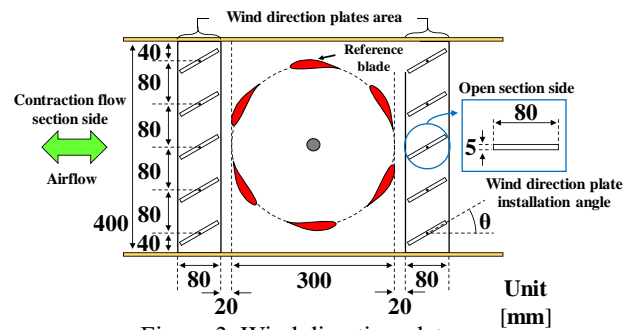 Wind direction plates area
40
80
80
80
80
40
400
Contraction flow
section side
Airflow
Reference
blade
Open section side
80
5
Wind direction plate
installation angle
θ
80
300
80
20
20
Unit
[mm]